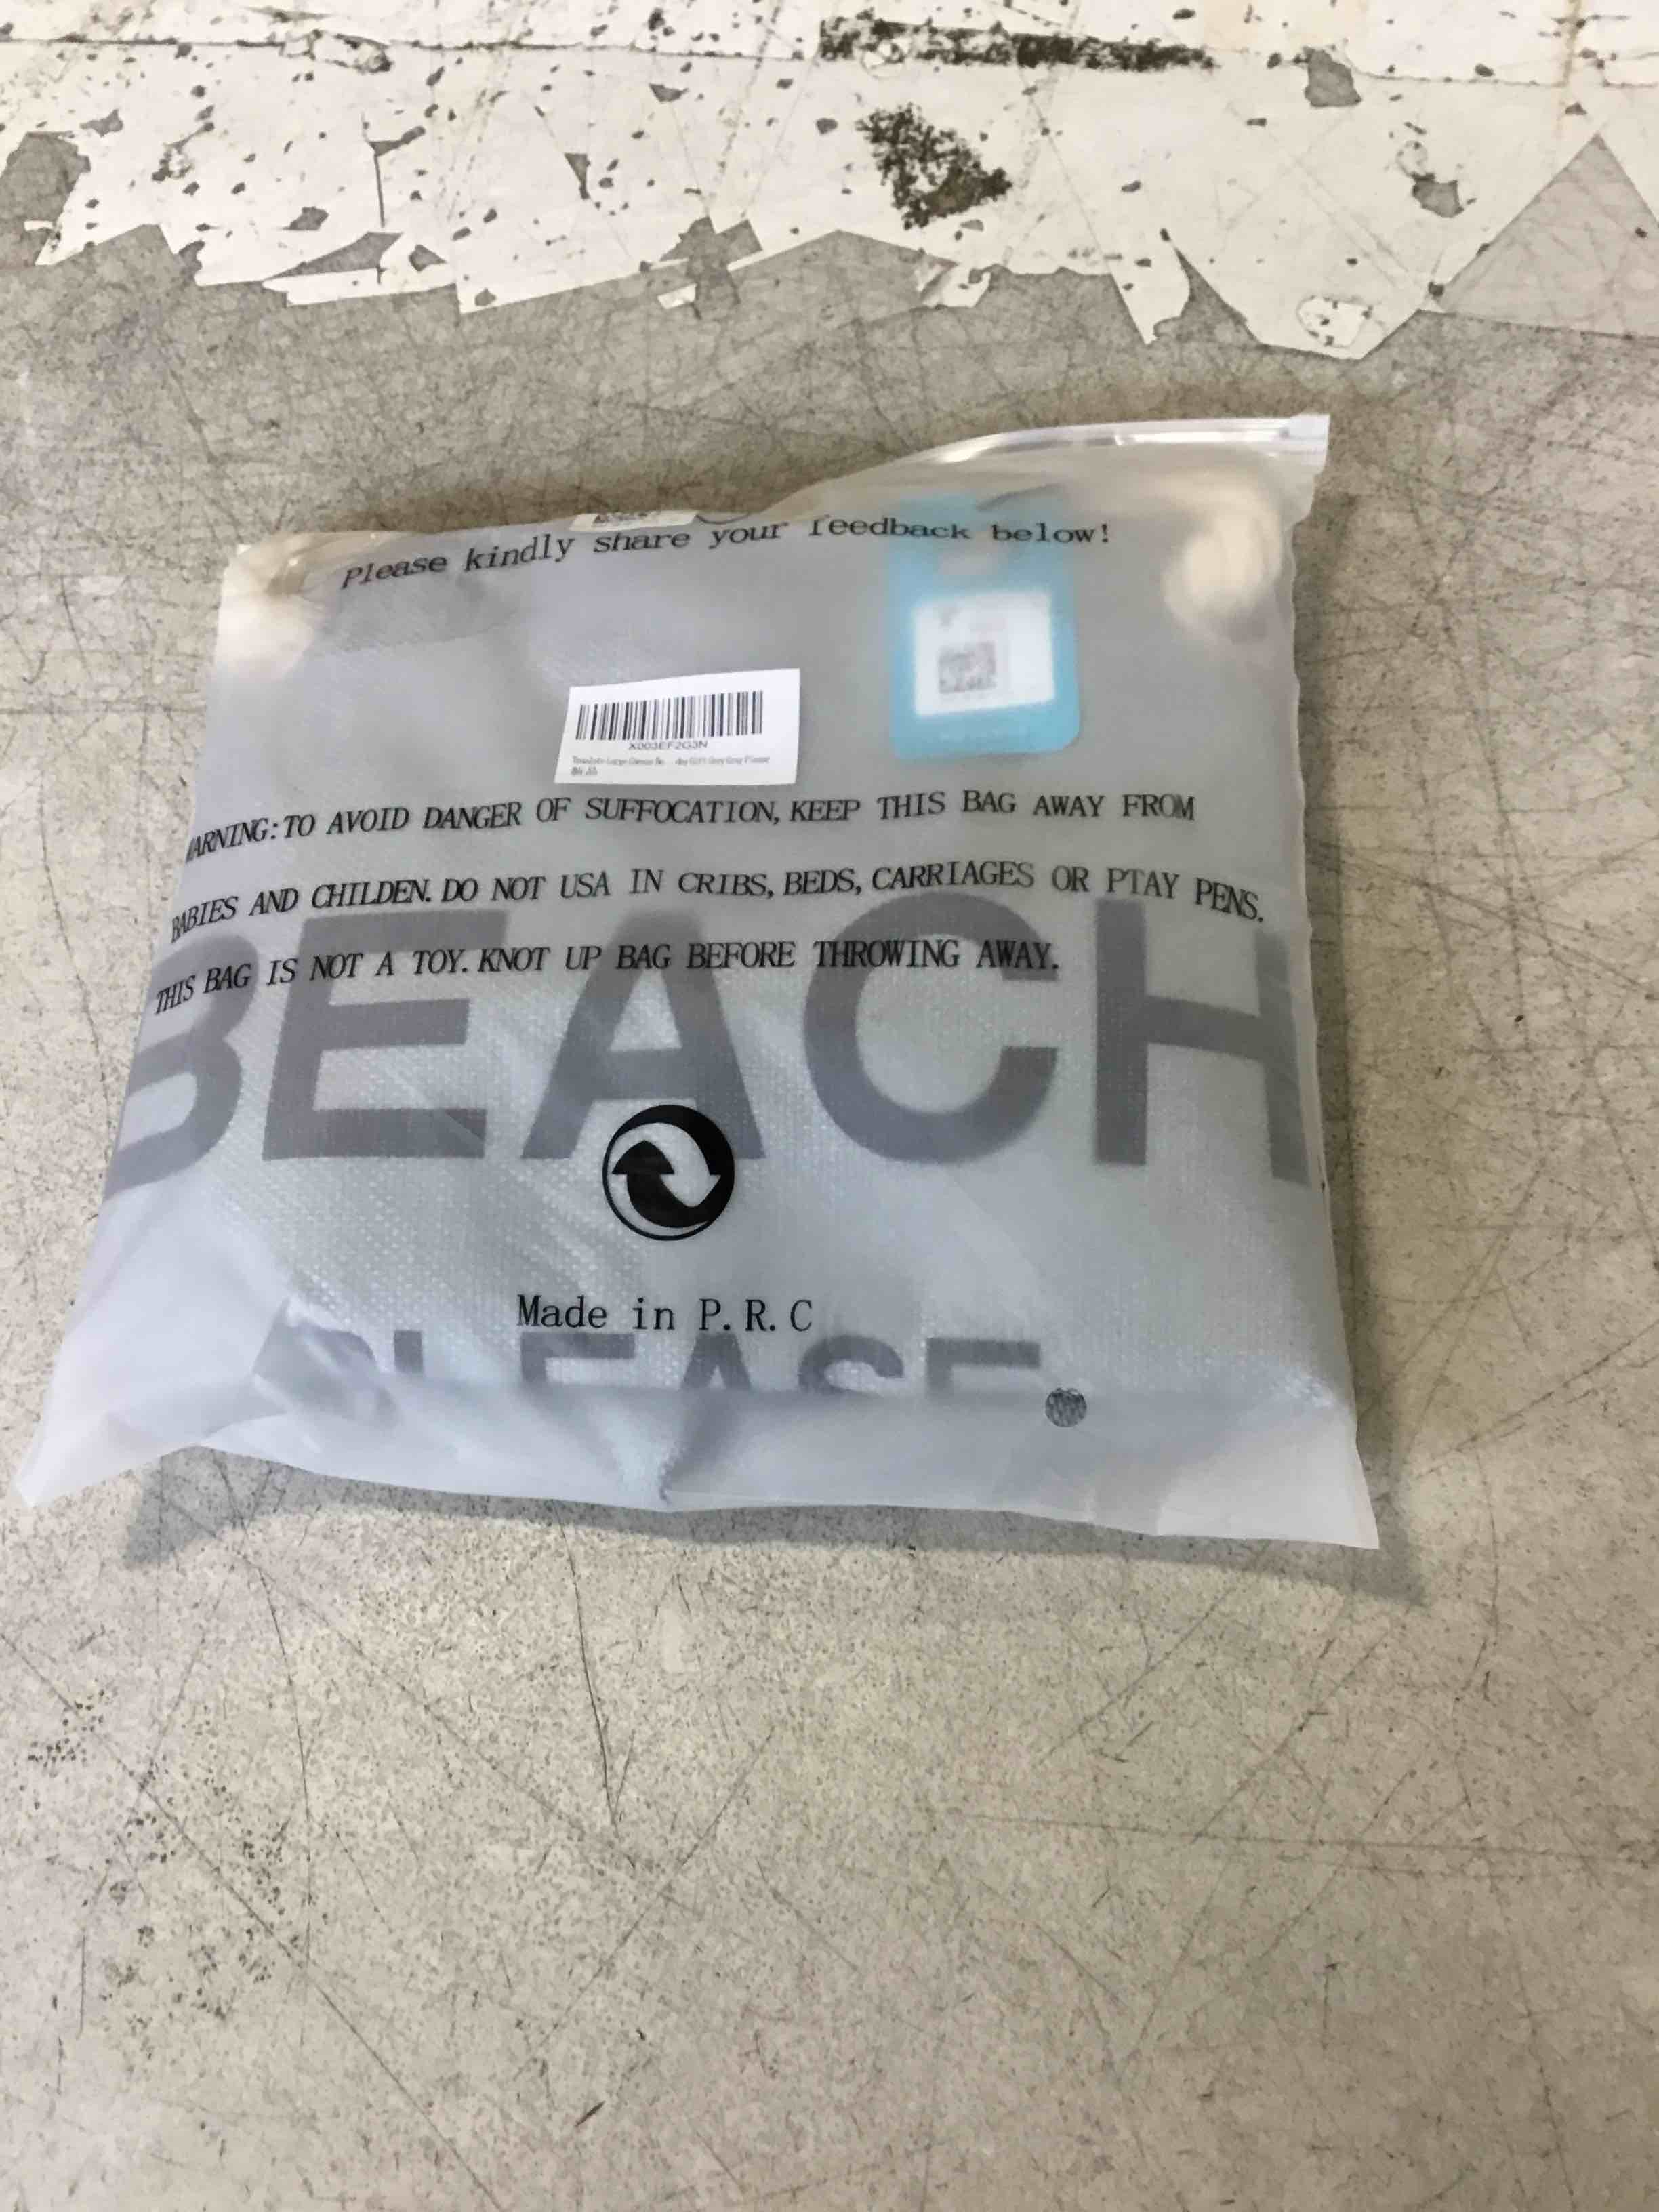 Please kindly share your feedback below!
X003EF2G3N
WARNING:TO AVOID DANGER OF SUFFOCATION, KEEP THIS BAG AWAY FROM
BABIES AND CHILDEN. DO NOT USA IN CRIBS, BEDS, CARRIAGES OR PTAY PENS.
THIS BAG IS NOT A TOY. KNOT UP BAG BEFORE THROWING AWAY.
BEACH
Made in P.R.C
PLEASE